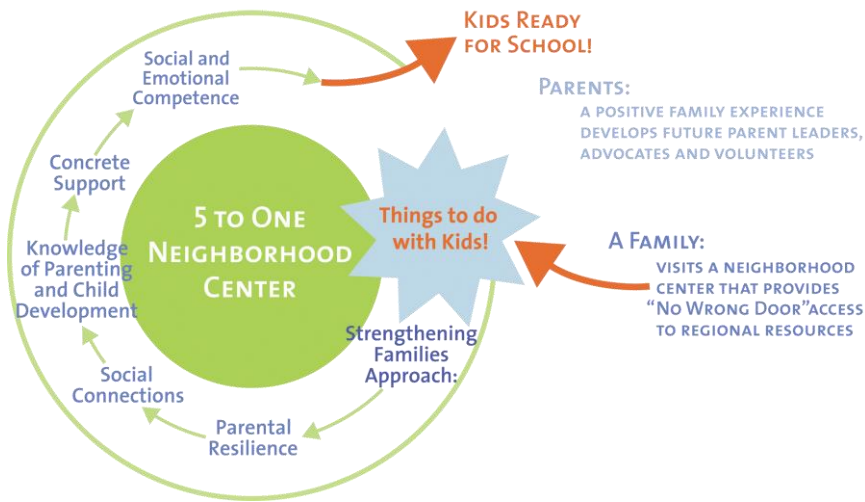 KIDS READY
FOR SCHOOL!
PARENTS:
A POSITIVE FAMILY EXPERIENCE
DEVELOPS FUTURE PARENT LEADERS,
ADVOCATES AND VOLUNTEERS
Social and
Emotional
Competence
Concrete
Support
Knowledge
of Parenting
and Child
Development
Social
Connections
Parental
Resilience
Strengthening
Families
Approach:
5 TO ONE
NEIGHBORHOOD
CENTER
Things to do
with Kids!
A FAMILY:
VISITS A NEIGHBORHOOD
CENTER THAT PROVIDES
“NO WRONG DOOR”ACCESS
TO REGIONAL RESOURCES